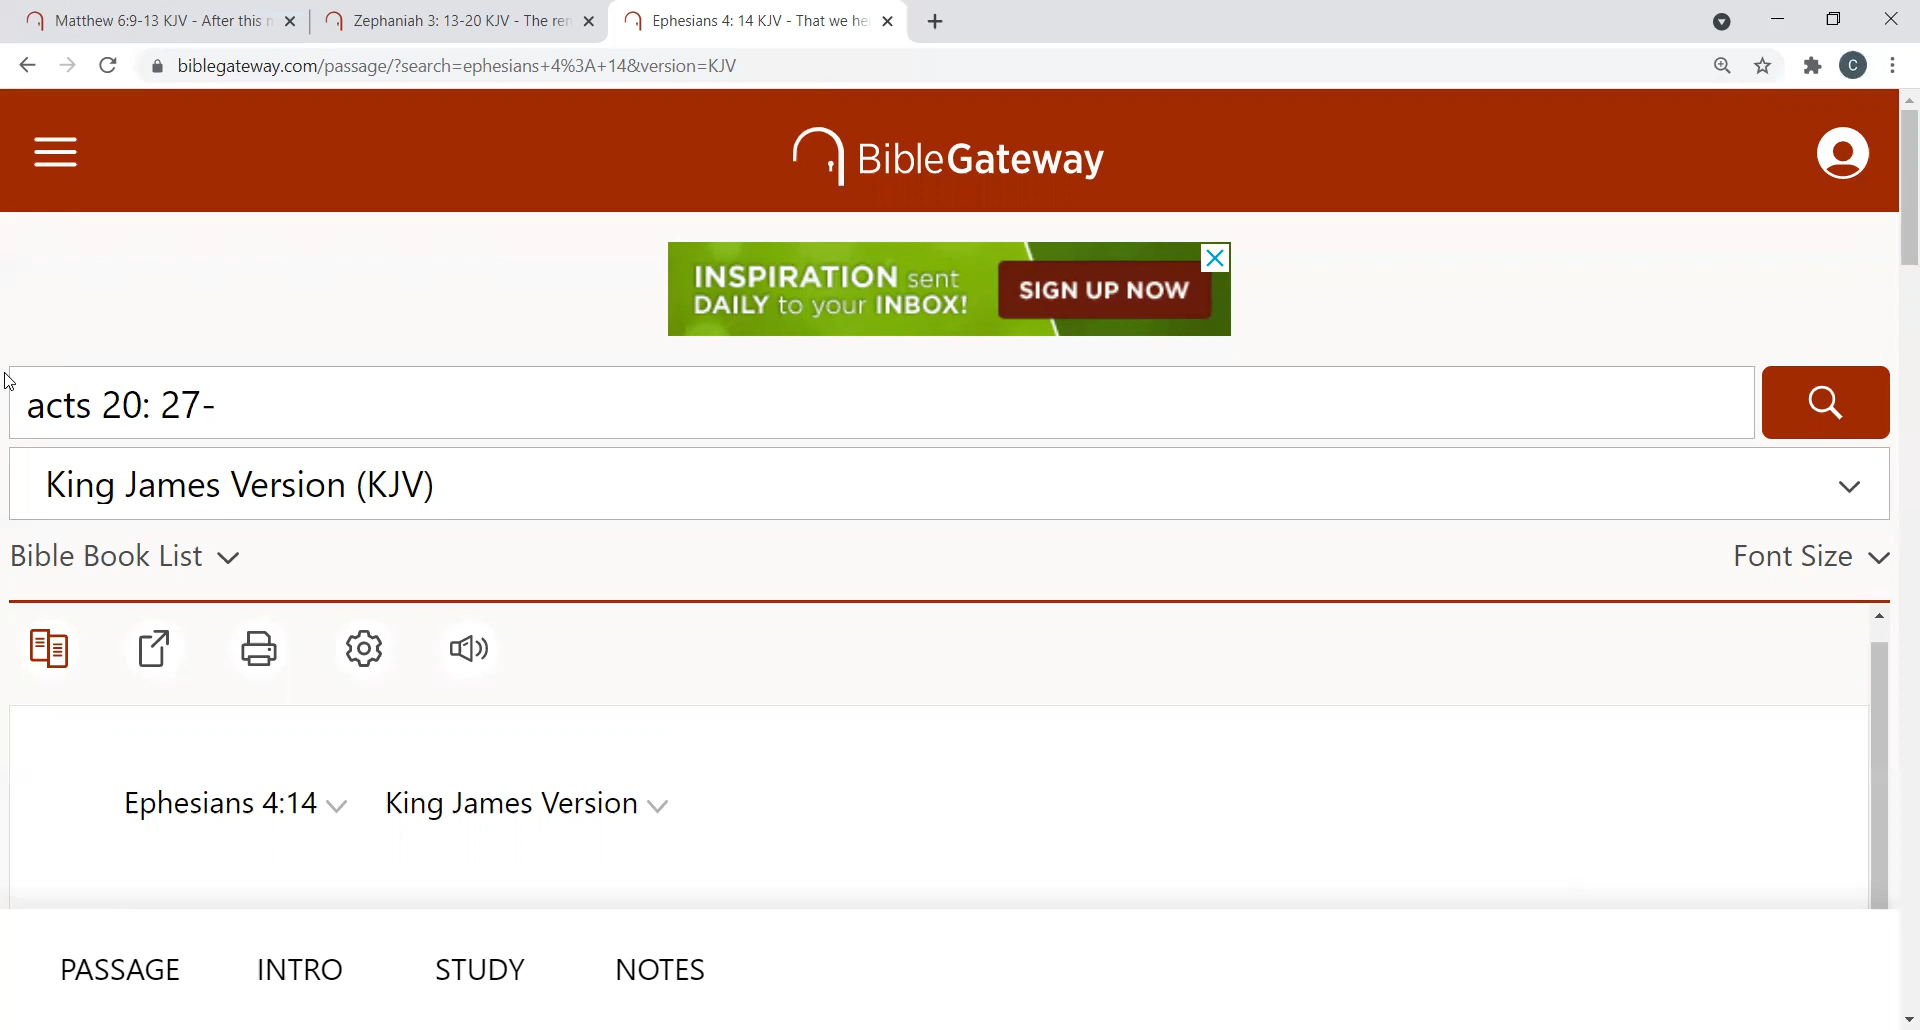 Matthew 6:9-13 KJV - After this
Zephaniah 3: 13-20 KJV - The
Ephesians 4: 14 KJV - That we
biblegateway.com/passage/?search=ephesians+4%3A+14&version=KJV
C
BibleGateway
INSPIRATION sent
DAILY to your INBOX!
SIGN UP NOW
acts 20: 27-
King James Version (KJV)
Bible Book List
Font Size
Ephesians 4:14
King James Version
PASSAGE
INTRO
STUDY
NOTES